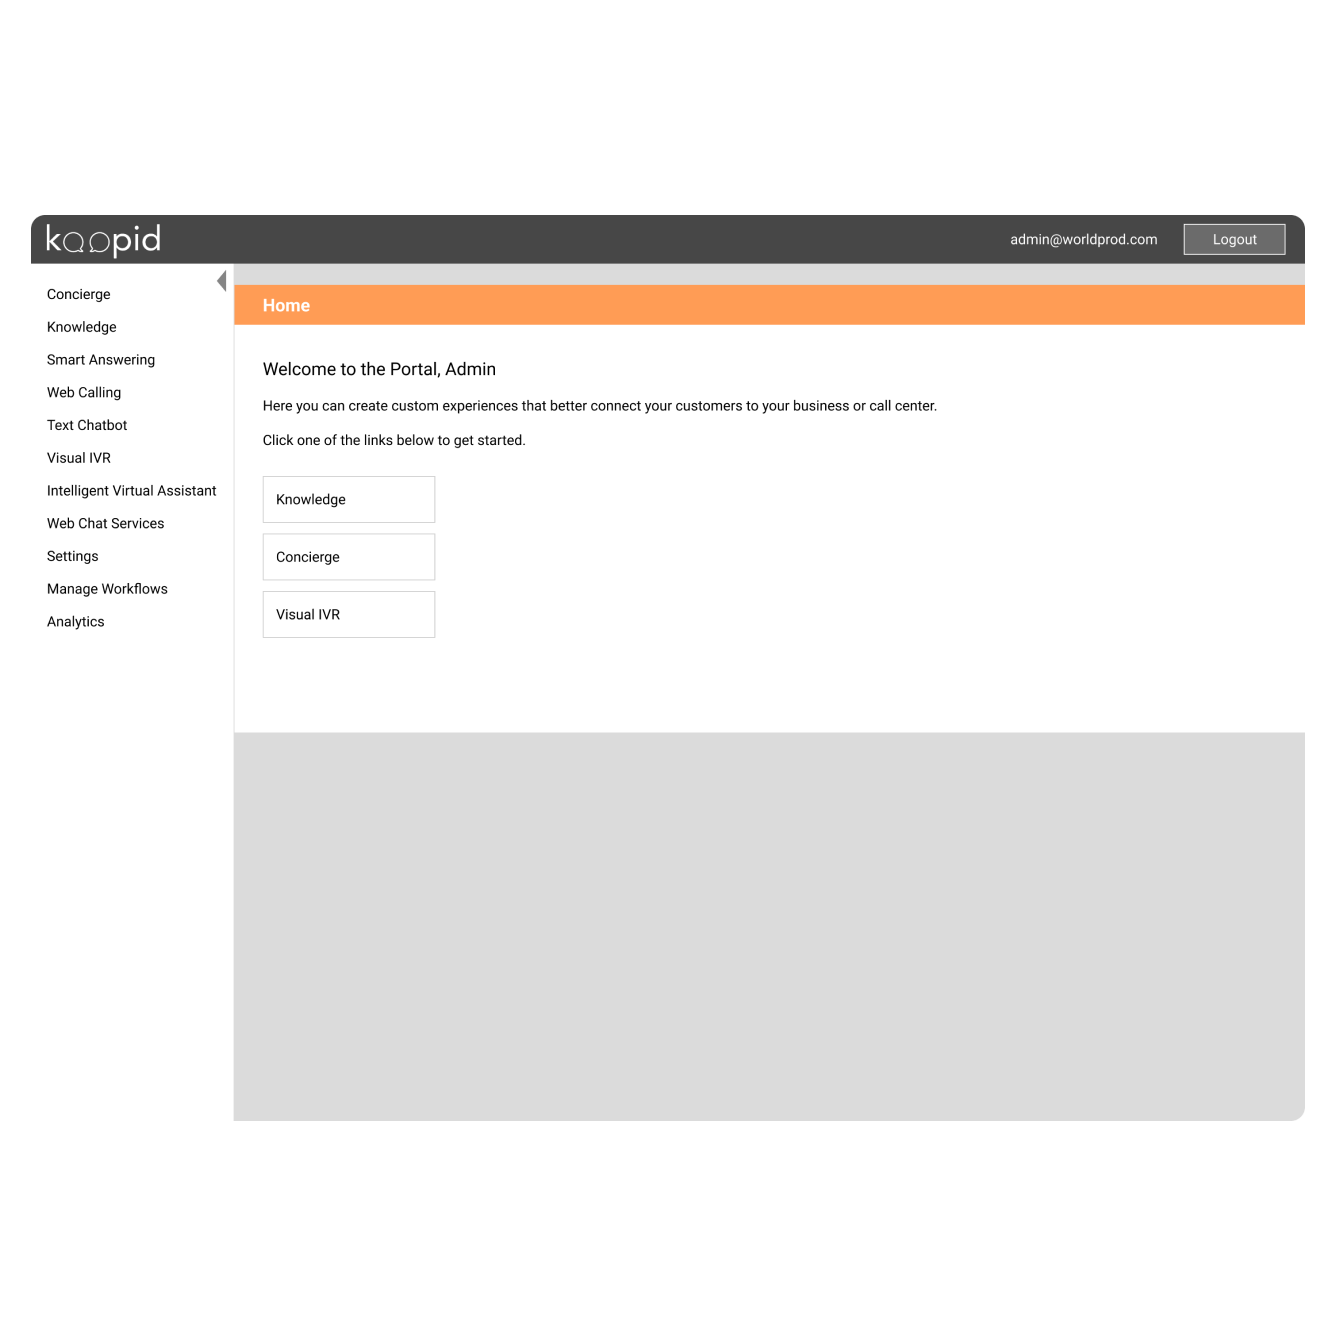 koopid
admin@worldprod.com
Logout
Concierge
Knowledge
Smart Answering
Web Calling
Text Chatbot
Visual IVR
Intelligent Virtual Assistant
Web Chat Services
Settings
Manage Workflows
Analytics
Home
Welcome to the Portal, Admin
Here you can create custom experiences that better connect your customers to your business or call center.
Click one of the links below to get started.
Knowledge
Concierge
Visual IVR